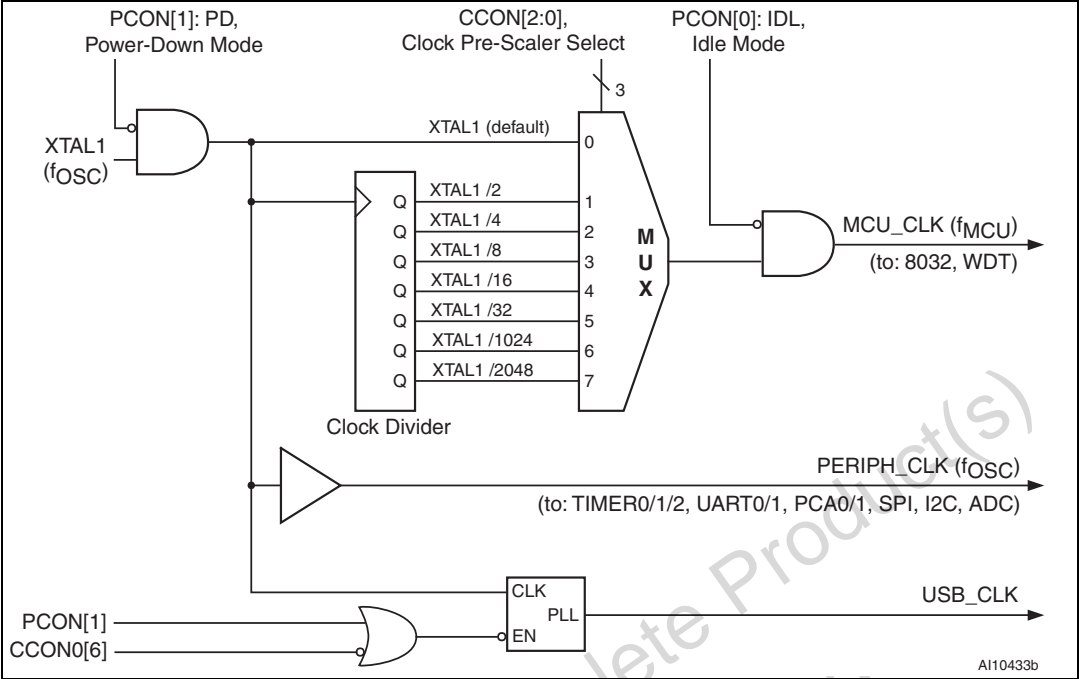 PCON[1]: PD,
Power-Down Mode
CCON[2:0],
Clock Pre-Scaler Select
PCON[0]: IDL,
Idle Mode
3
XTAL1
(fOSC)
XTAL1 (default)
0
Q
XTAL1 /2
1
Q
XTAL1 /4
2
Q
XTAL1 /8
3
Q
XTAL1 /16
4
Q
XTAL1 /32
5
Q
XTAL1 /1024
6
Q
XTAL1 /2048
7
M
U
X
MCU_CLK (fMCU)
(to: 8032, WDT)
Clock Divider
PERIPH_CLK (fOSC)
(to: TIMER0/1/2, UART0/1, PCA0/1, SPI, I2C, ADC)
CLK
PLL
EN
USB_CLK
PCON[1]
CCON0[6]
AI10433b
lete Product(s)